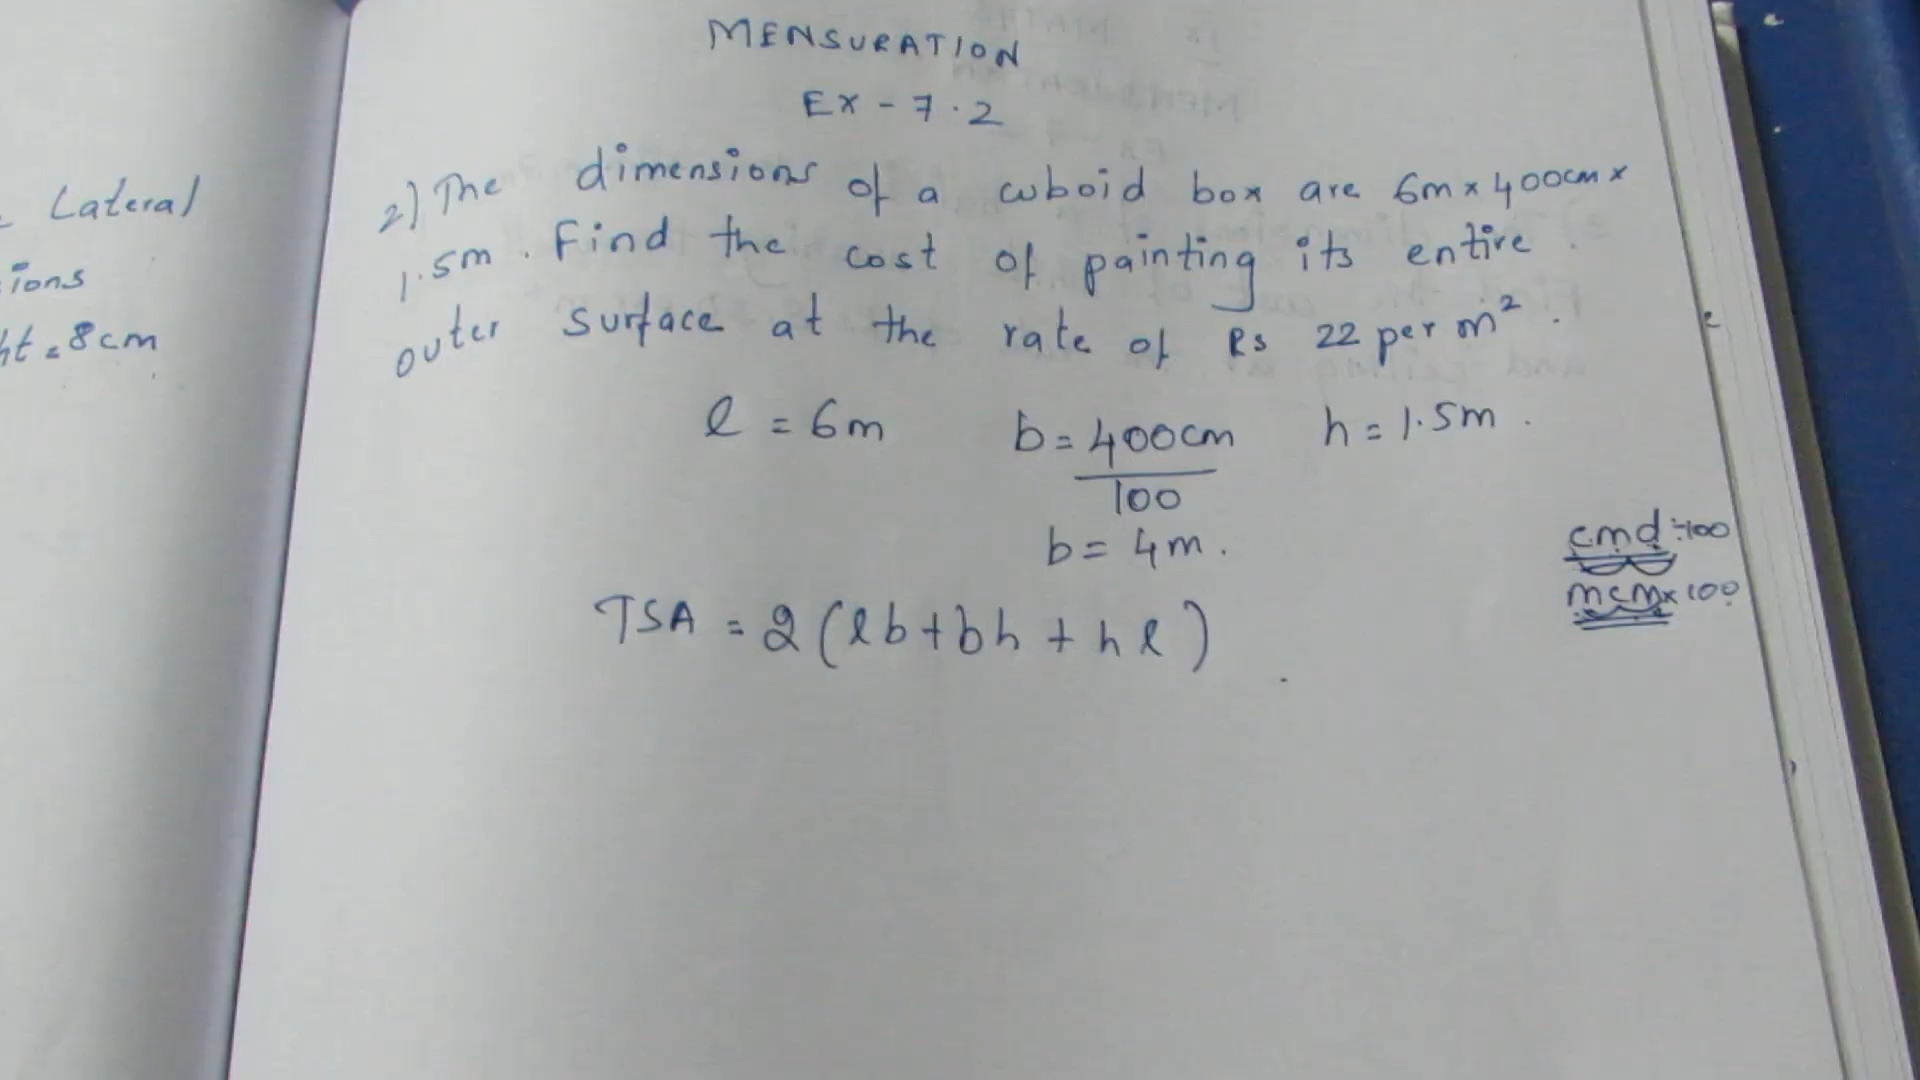 Lateral
ions
ht = 8cm
MENSURATION
Ex - 7.2
2) The dimensions of a cuboid box are 6m x 400cm x
1.5m. Find the cost of painting its entire
outer surface at the rate of Rs 22 per m².
l = 6m b = 400cm h = 1.5m.
100
b = 4m.
cmd ÷ 100
mcm x 100
TSA = 2(lb+bh+hl)